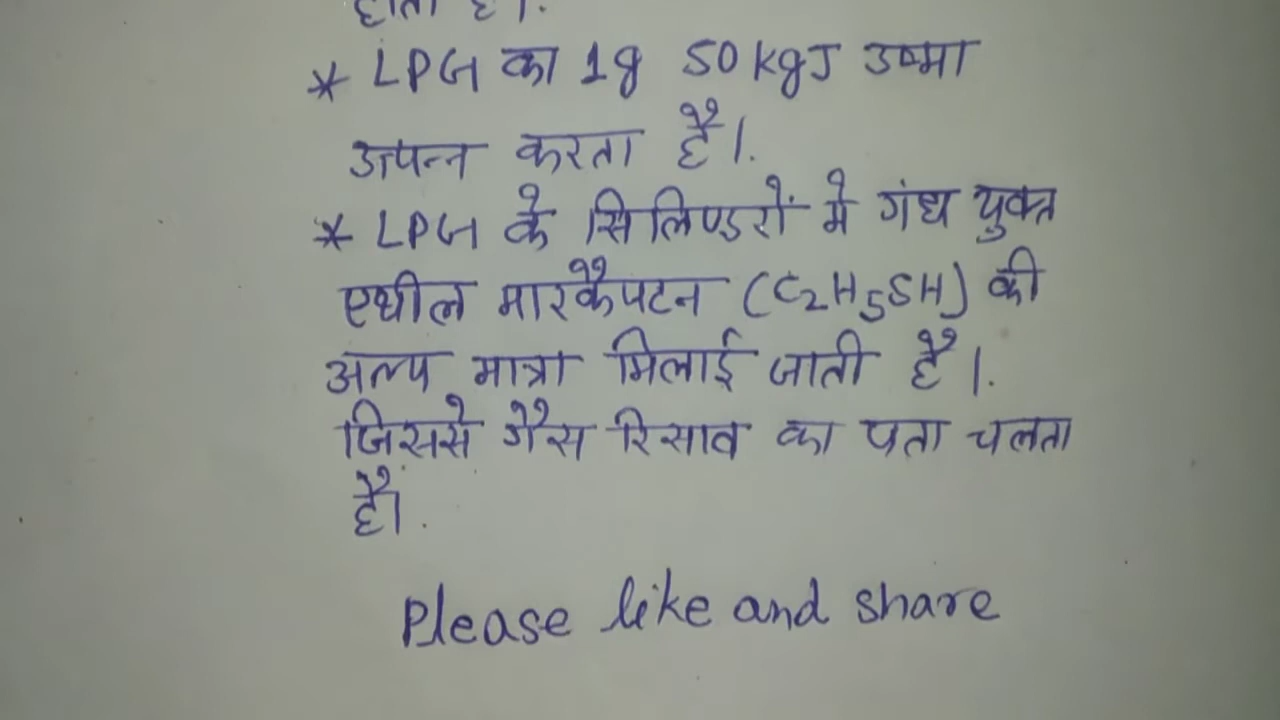 होता है।.
* LPG का 1g 50 KgJ उष्मा
उत्पन्न करता है।.
* LPG के सिलिण्डरों मे गंध युक्त
एथील मारकैपटन (C2H5SH) की
अल्प मात्रा मिलाई जाती है।.
जिससे गैस रिसाव का पता चलता
है।.
Please like and share